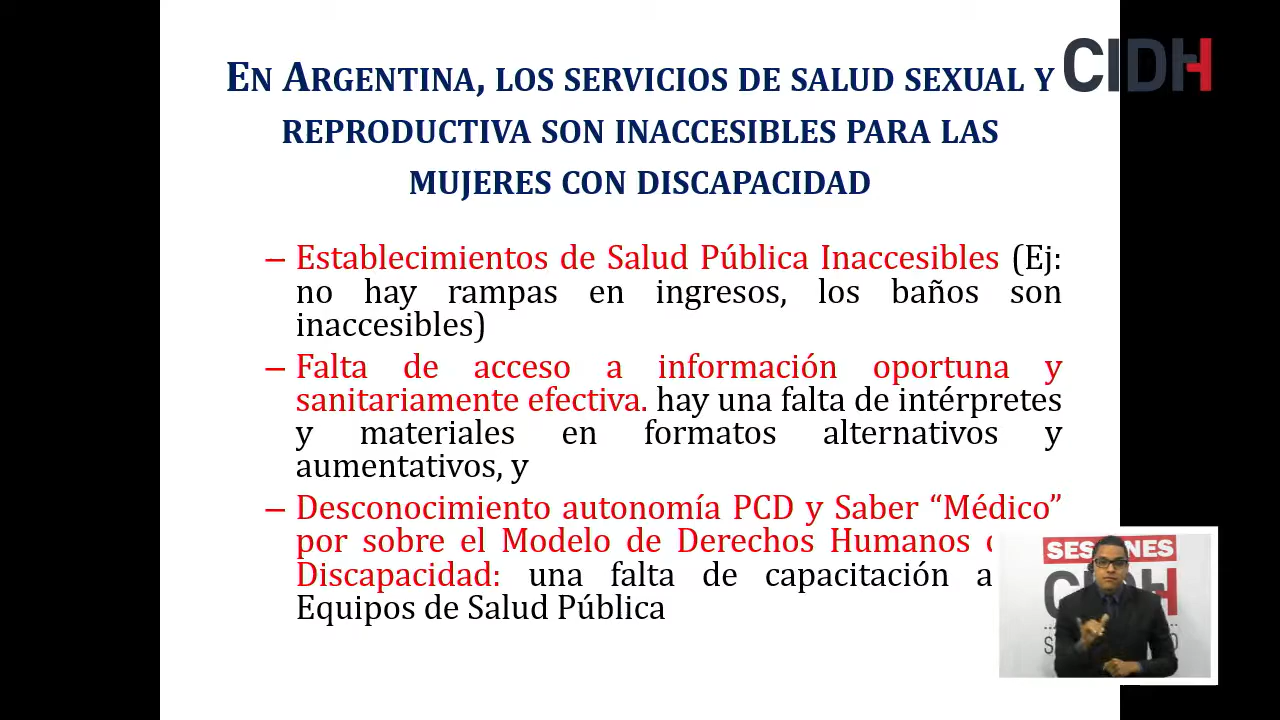 EN ARGENTINA, LOS SERVICIOS DE SALUD SEXUAL Y
REPRODUCTIVA SON INACCESIBLES PARA LAS
MUJERES CON DISCAPACIDAD
CIDH
– Establecimientos de Salud Pública Inaccesibles (Ej:
no hay rampas en ingresos, los baños son
inaccesibles)
– Falta de acceso a información oportuna y
sanitariamente efectiva. hay una falta de intérpretes
y materiales en formatos alternativos y
aumentativos, y
– Desconocimiento autonomía PCD y Saber “Médico”
por sobre el Modelo de Derechos Humanos
Discapacidad: una falta de capacitación a
Equipos de Salud Pública